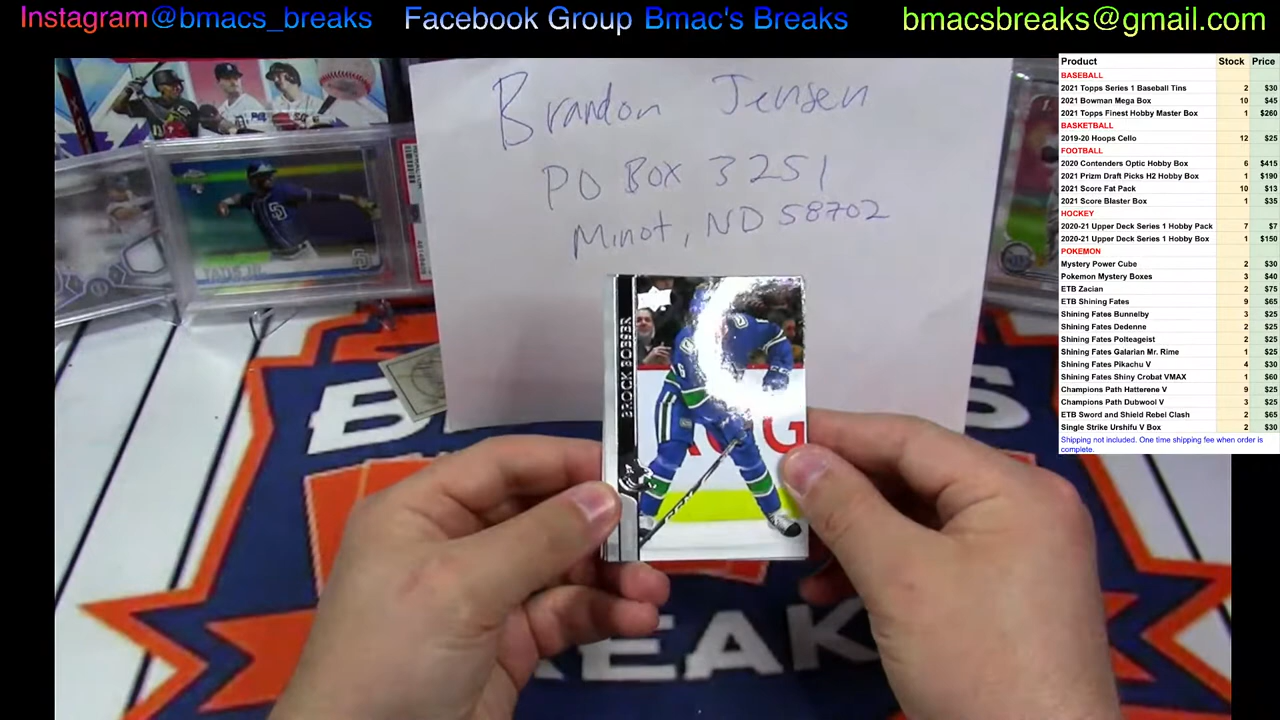 Instagram@bmacs_breaks Facebook Group Bmac's Breaks bmacsbreaks@gmail.com
Brandon Jensen
PO Box 3251
Minot, ND 58702
BROCK BOESER
BREAKS
Product Stock Price
BASEBALL
2021 Topps Series 1 Baseball Tins 2 $30
2021 Bowman Mega Box 10 $45
2021 Topps Finest Hobby Master Box 1 $260
BASKETBALL
2019-20 Hoops Cello 12 $25
FOOTBALL
2020 Contenders Optic Hobby Box 6 $415
2021 Prizm Draft Picks H2 Hobby Box 1 $190
2021 Score Fat Pack 10 $13
2021 Score Blaster Box 1 $35
HOCKEY
2020-21 Upper Deck Series 1 Hobby Pack 7 $7
2020-21 Upper Deck Series 1 Hobby Box 1 $150
POKEMON
Mystery Power Cube 2 $30
Pokemon Mystery Boxes 3 $40
ETB Zacian 2 $75
ETB Shining Fates 9 $65
Shining Fates Bunnelby 3 $25
Shining Fates Dedenne 2 $25
Shining Fates Polteageist 2 $25
Shining Fates Galarian Mr. Rime 1 $25
Shining Fates Pikachu V 4 $30
Shining Fates Shiny Crobat VMAX 1 $60
Champions Path Hatterene V 9 $25
Champions Path Dubwool V 3 $25
ETB Sword and Shield Rebel Clash 2 $65
Single Strike Urshifu V Box 2 $30
Shipping not included. One time shipping fee when order is
complete.